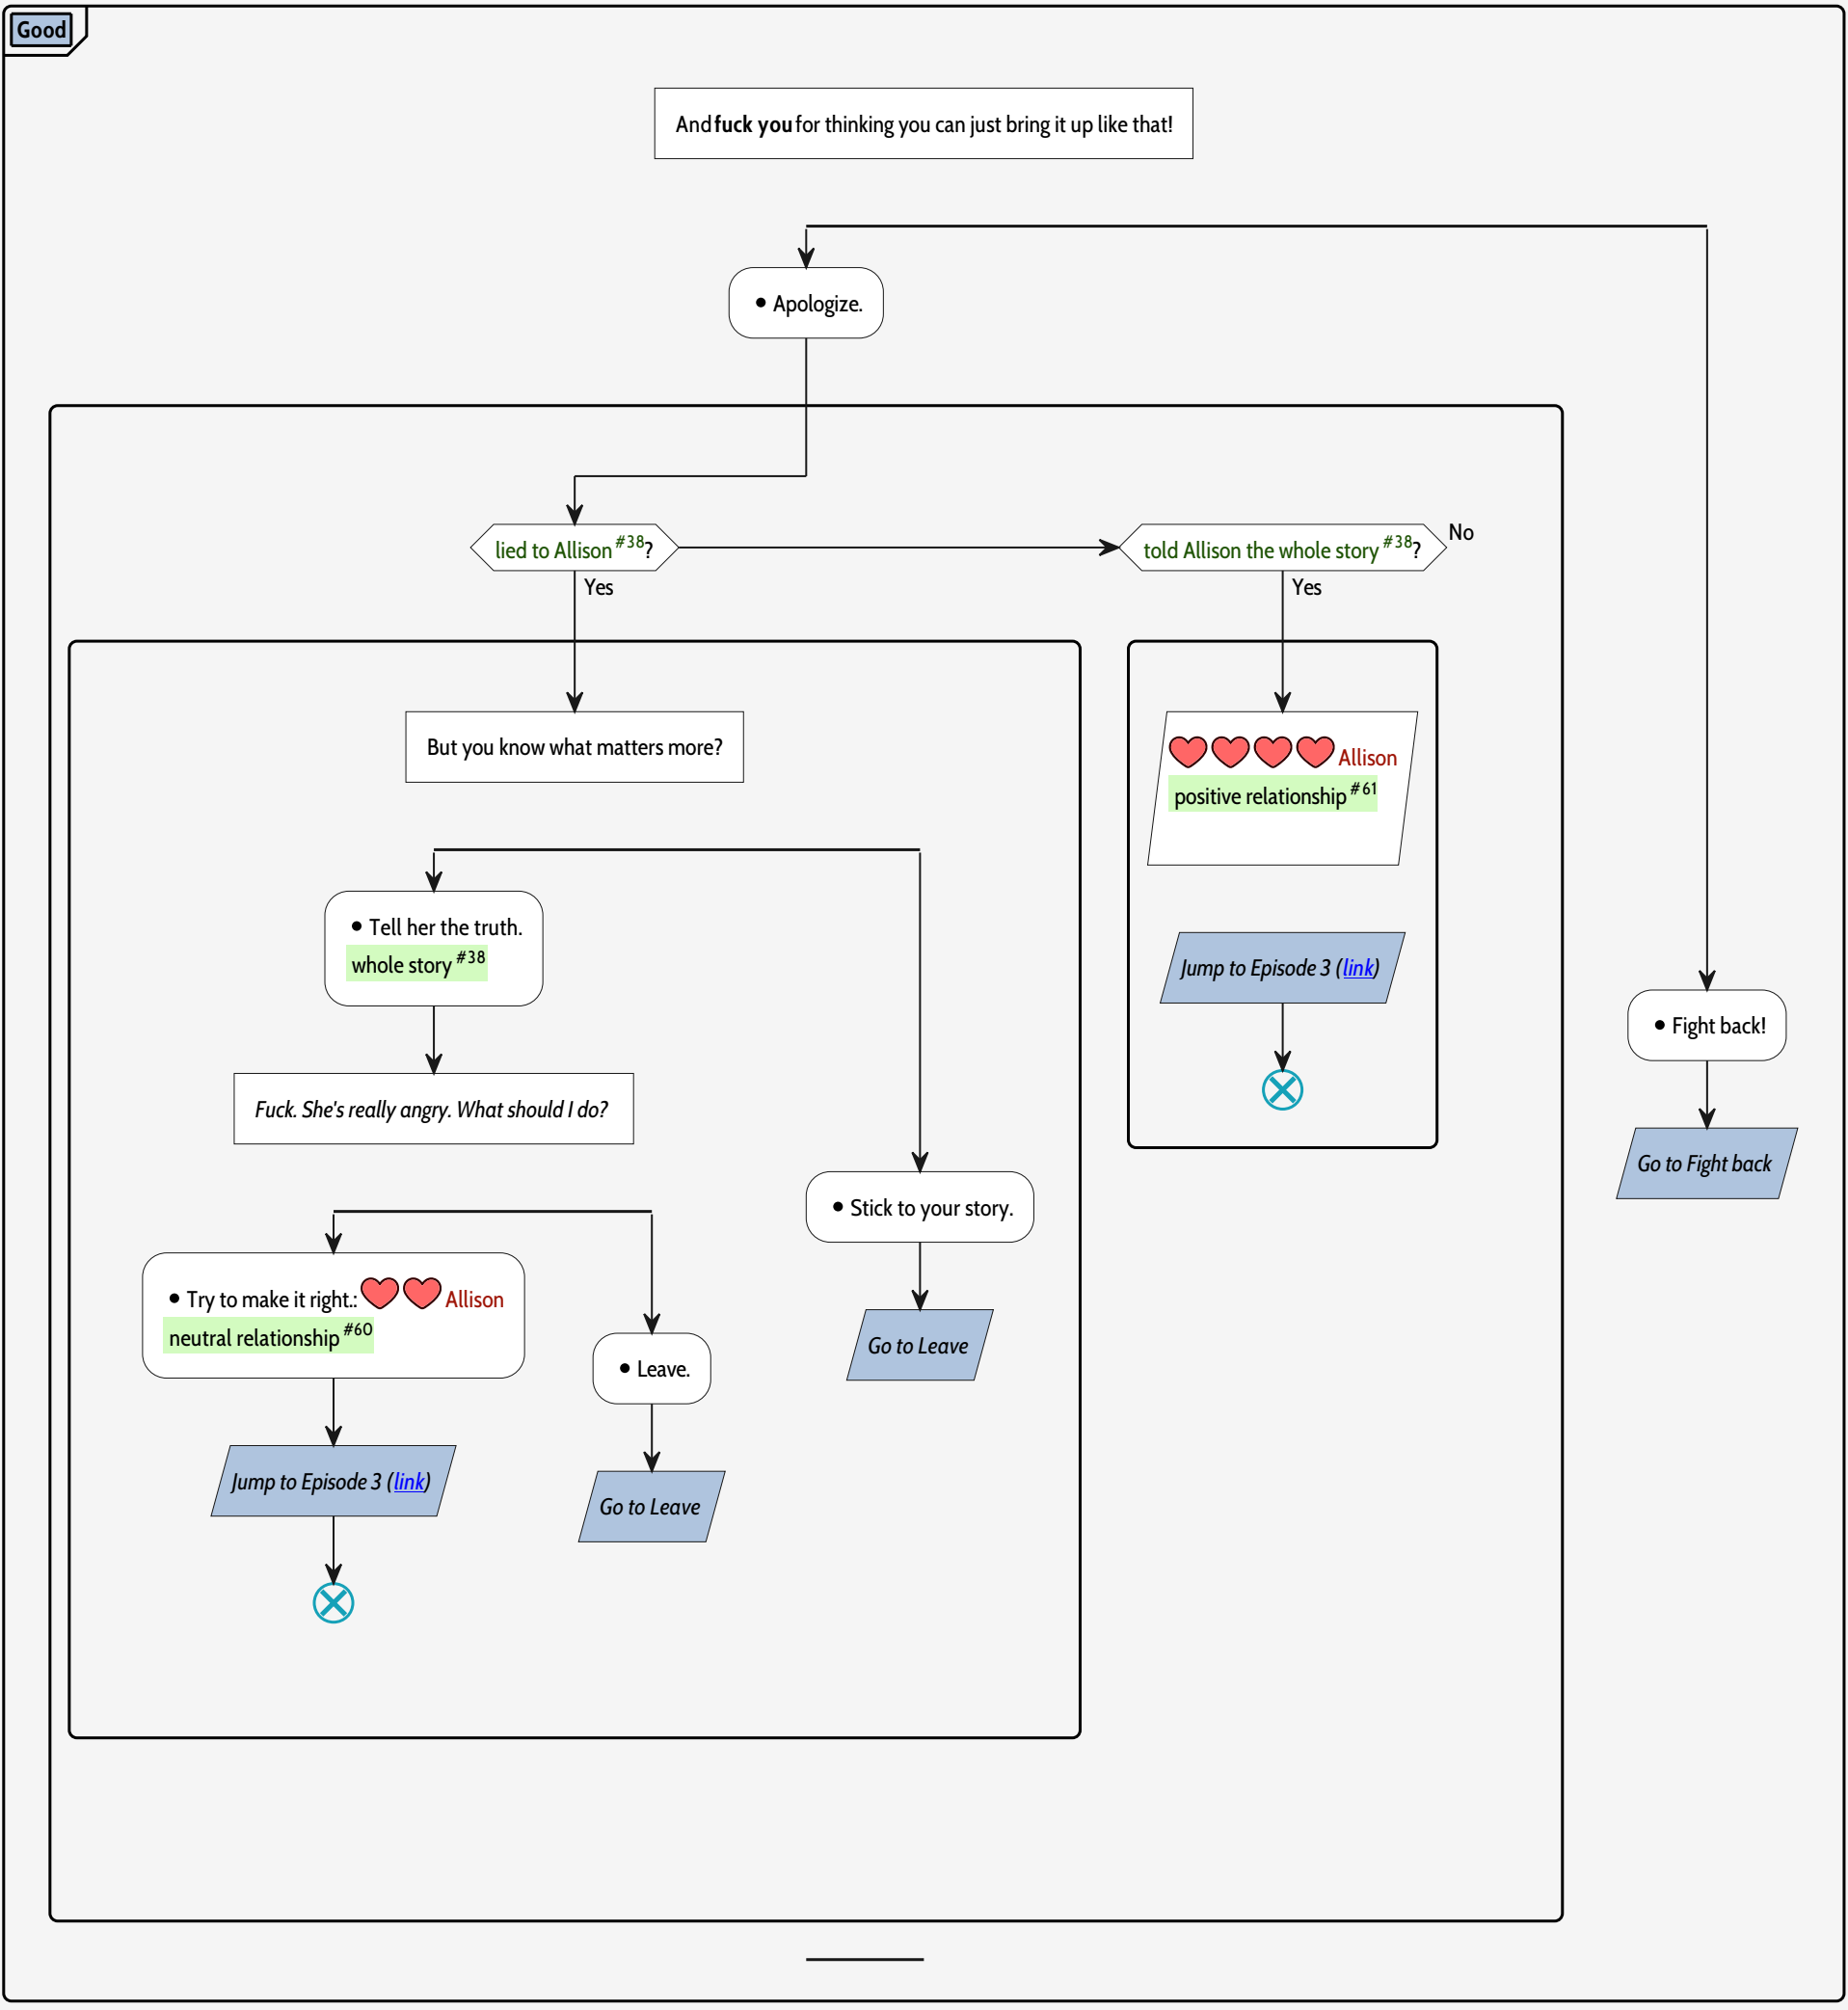 Good
And fuck you for thinking you can just bring it up like that!
• Apologize.
lied to Allison #38?
told Allison the whole story #38?
No
Yes
Yes
But you know what matters more?
Allison
positive relationship #61
• Tell her the truth.
whole story #38
Jump to Episode 3 (link)
• Fight back!
Fuck. She's really angry. What should I do?
Go to Fight back
• Stick to your story.
• Try to make it right.: Allison
neutral relationship #60
Go to Leave
• Leave.
Jump to Episode 3 (link)
Go to Leave